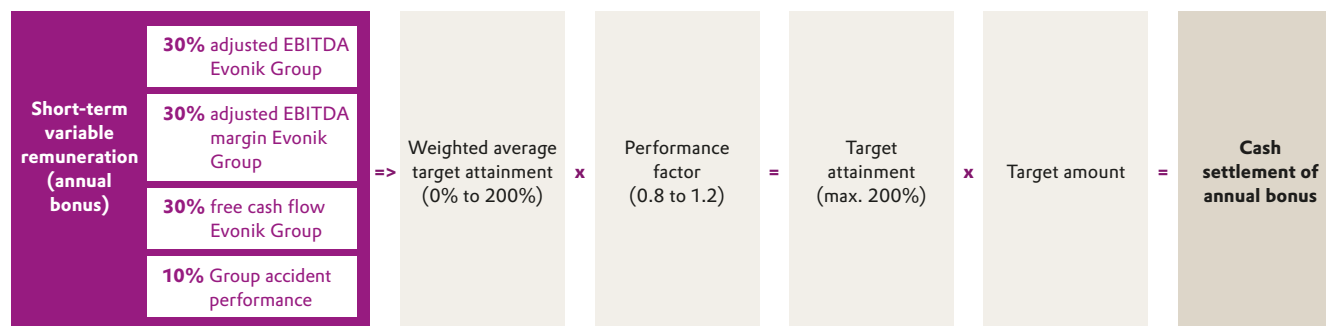 Short-term
variable
remuneration
(annual
bonus)
30% adjusted EBITDA
Evonik Group
30% adjusted EBITDA
margin Evonik
Group
30% free cash flow
Evonik Group
10% Group accident
performance
=>
Weighted average
target attainment
(0% to 200%)
x
Performance
factor
(0.8 to 1.2)
=
Target
attainment
(max. 200%)
x
Target amount
=
Cash
settlement of
annual bonus